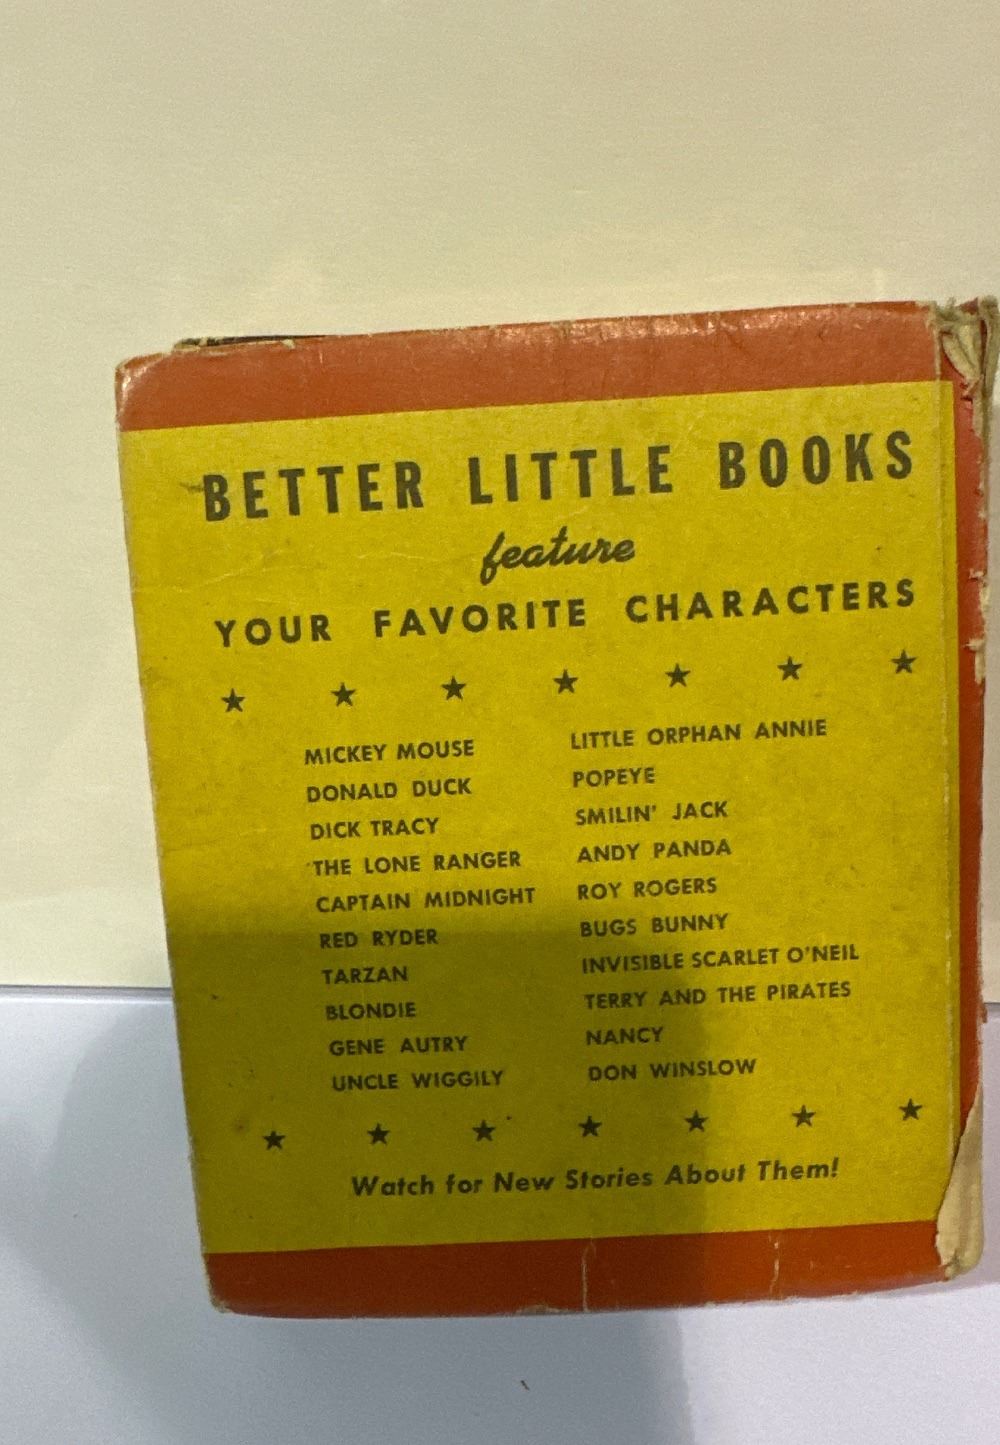 BETTER LITTLE BOOKS
feature
YOUR FAVORITE CHARACTERS
MICKEY MOUSE
DONALD DUCK
DICK TRACY
THE LONE RANGER
CAPTAIN MIDNIGHT
RED RYDER
TARZAN
BLONDIE
GENE AUTRY
UNCLE WIGGILY
LITTLE ORPHAN ANNIE
POPEYE
SMILIN' JACK
ANDY PANDA
ROY ROGERS
BUGS BUNNY
INVISIBLE SCARLET O'NEIL
TERRY AND THE PIRATES
NANCY
DON WINSLOW
Watch for New Stories About Them!